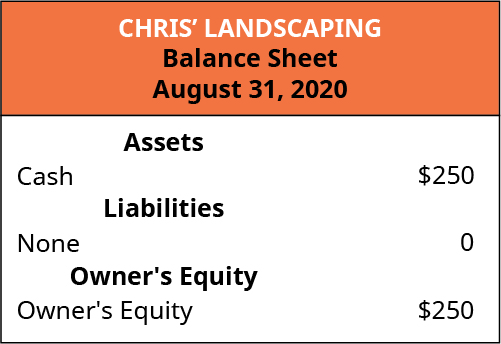 CHRIS’ LANDSCAPING
Balance Sheet
August 31, 2020
Assets
Cash $250
Liabilities
None 0
Owner's Equity
Owner's Equity $250